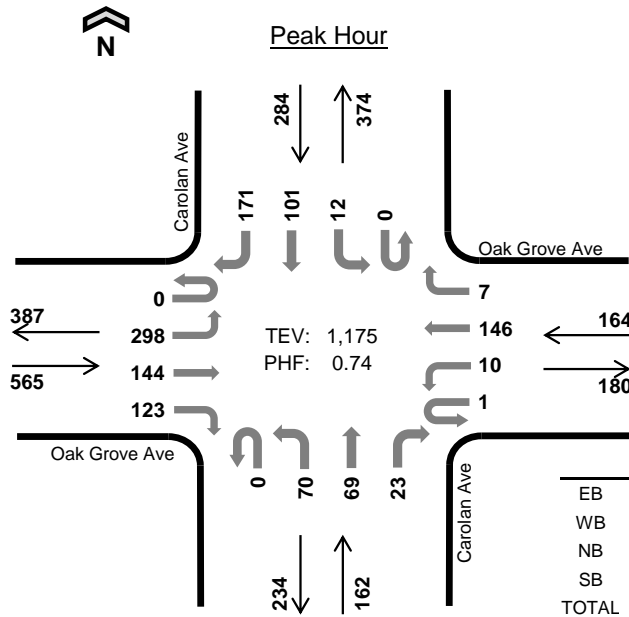 N
Peak Hour
Carolan Ave
284
374
171
101
12
0
Oak Grove Ave
0
298
144
123
387
565
TEV: 1,175
PHF: 0.74
7
146
10
1
164
180
Oak Grove Ave
0
70
69
23
Carolan Ave
234
162
EB
WB
NB
SB
TOTAL